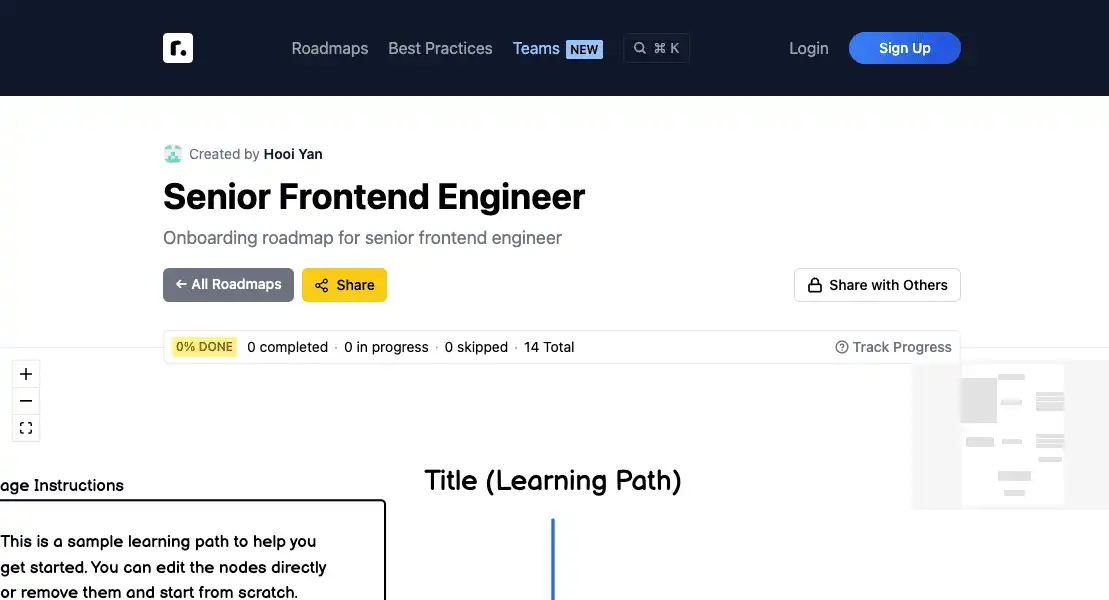 r.
Roadmaps Best Practices Teams NEW ⌘ K Login Sign Up
Created by Hooi Yan
Senior Frontend Engineer
Onboarding roadmap for senior frontend engineer
← All Roadmaps Share Share with Others
0% DONE 0 completed · 0 in progress · 0 skipped · 14 Total Track Progress
Title (Learning Path)
age Instructions
This is a sample learning path to help you
get started. You can edit the nodes directly
or remove them and start from scratch.